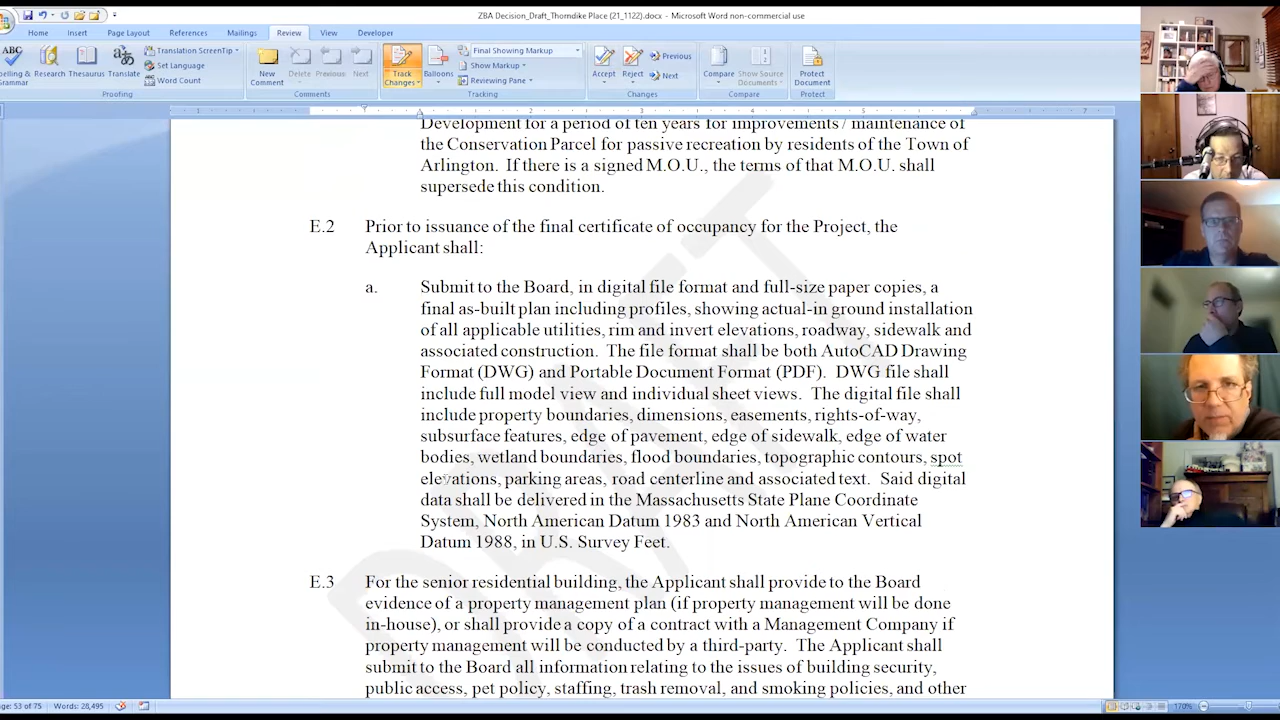 ZBA Decision_Draft_Thorndike Place (21_1122).docx - Microsoft Word non-commercial use
Home Insert Page Layout References Mailings Review View Developer
Research Thesaurus Translate
Translation ScreenTip
Set Language
Word Count
New Comment Delete Previous Next
Track Changes Balloons
Final Showing Markup
Show Markup
Reviewing Pane
Accept Reject
Previous
Next
Compare Show Source Documents
Protect Document
Comments Tracking Changes Compare Protect
Development for a period of ten years for improvements / maintenance of
the Conservation Parcel for passive recreation by residents of the Town of
Arlington. If there is a signed M.O.U., the terms of that M.O.U. shall
supersede this condition.
E.2 Prior to issuance of the final certificate of occupancy for the Project, the
Applicant shall:
a. Submit to the Board, in digital file format and full-size paper copies, a
final as-built plan including profiles, showing actual-in ground installation
of all applicable utilities, rim and invert elevations, roadway, sidewalk and
associated construction. The file format shall be both AutoCAD Drawing
Format (DWG) and Portable Document Format (PDF). DWG file shall
include full model view and individual sheet views. The digital file shall
include property boundaries, dimensions, easements, rights-of-way,
subsurface features, edge of pavement, edge of sidewalk, edge of water
bodies, wetland boundaries, flood boundaries, topographic contours, spot
elevations, parking areas, road centerline and associated text. Said digital
data shall be delivered in the Massachusetts State Plane Coordinate
System, North American Datum 1983 and North American Vertical
Datum 1988, in U.S. Survey Feet.
E.3 For the senior residential building, the Applicant shall provide to the Board
evidence of a property management plan (if property management will be done
in-house), or shall provide a copy of a contract with a Management Company if
property management will be conducted by a third-party. The Applicant shall
submit to the Board all information relating to the issues of building security,
public access, pet policy, staffing, trash removal, and smoking policies, and other
53 of 75 Words: 28,495 170%